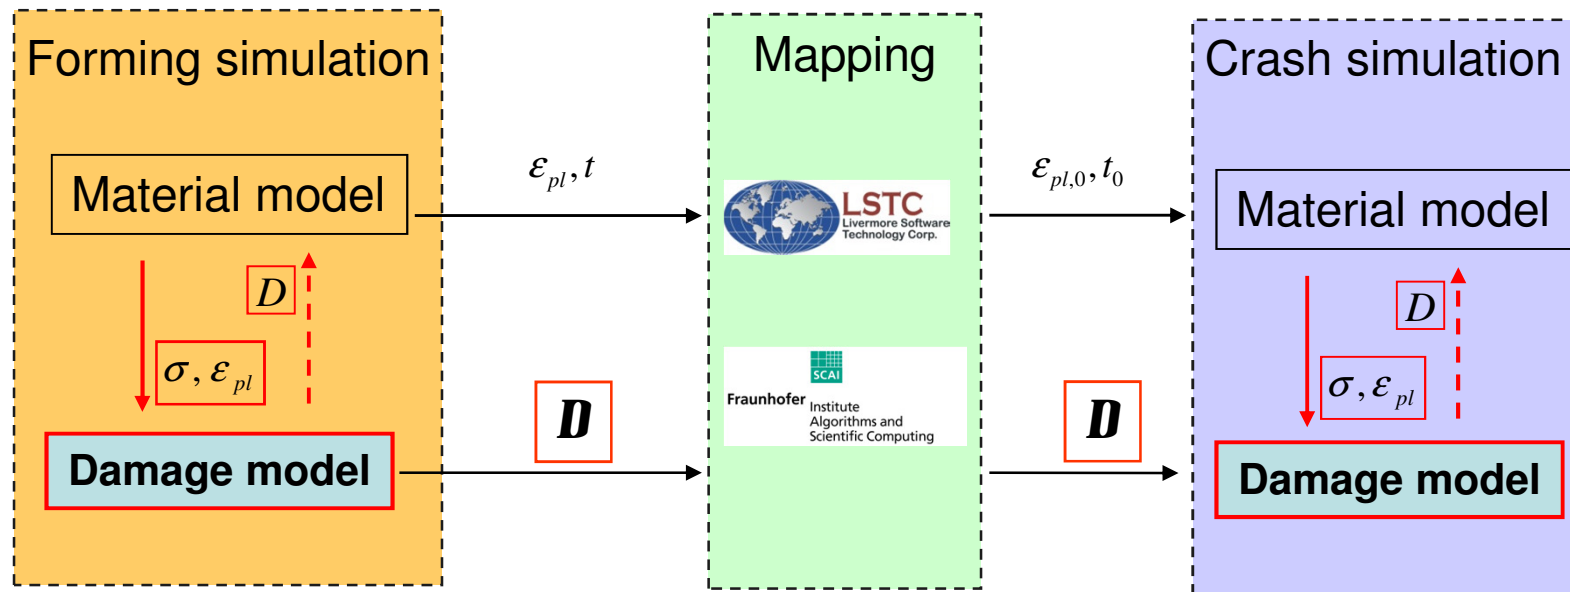 Forming simulation
Material model
D
σ, ε_pl
Damage model
ε_pl, t
D
Mapping
LSTC
Livermore Software
Technology Corp.
SCAI
Fraunhofer
Institute
Algorithms and
Scientific Computing
ε_pl,0, t_0
D
Crash simulation
Material model
D
σ, ε_pl
Damage model